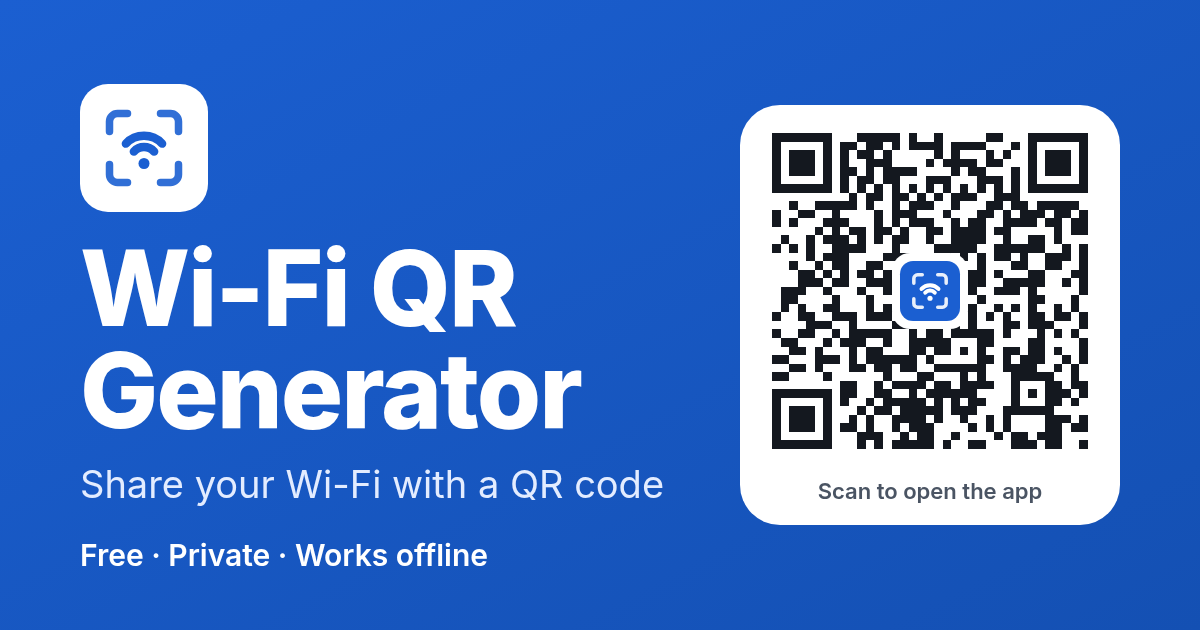 Wi-Fi QR
Generator
Share your Wi-Fi with a QR code
Free · Private · Works offline
Scan to open the app